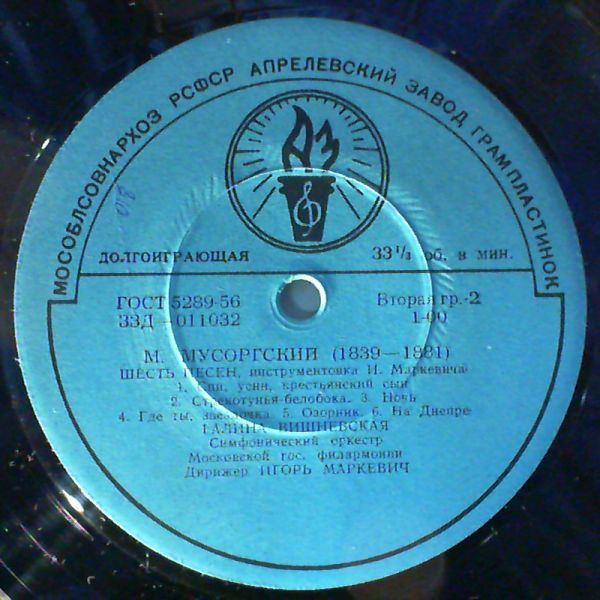 МОСОБЛСОВНАРХОЗ РСФСР АПРЕЛЕВСКИЙ ЗАВОД ГРАМПЛАСТИНОК
АЗ
ДОЛГОИГРАЮЩАЯ 33⅓ об. в мин.
ГОСТ 5289-56 Вторая гр.-2
33Д—011032 1-00
М. МУСОРГСКИЙ (1839—1881)
ШЕСТЬ ПЕСЕН, инструментовка И. Маркевича
1. Спи, усни, крестьянский сын
2. Стрекотунья-белобока. 3. Ночь
4. Где ты, звездочка. 5. Озорник. 6. На Днепре
ГАЛИНА ВИШНЕВСКАЯ
Симфонический оркестр
Московской гос. филармонии
Дирижер ИГОРЬ МАРКЕВИЧ